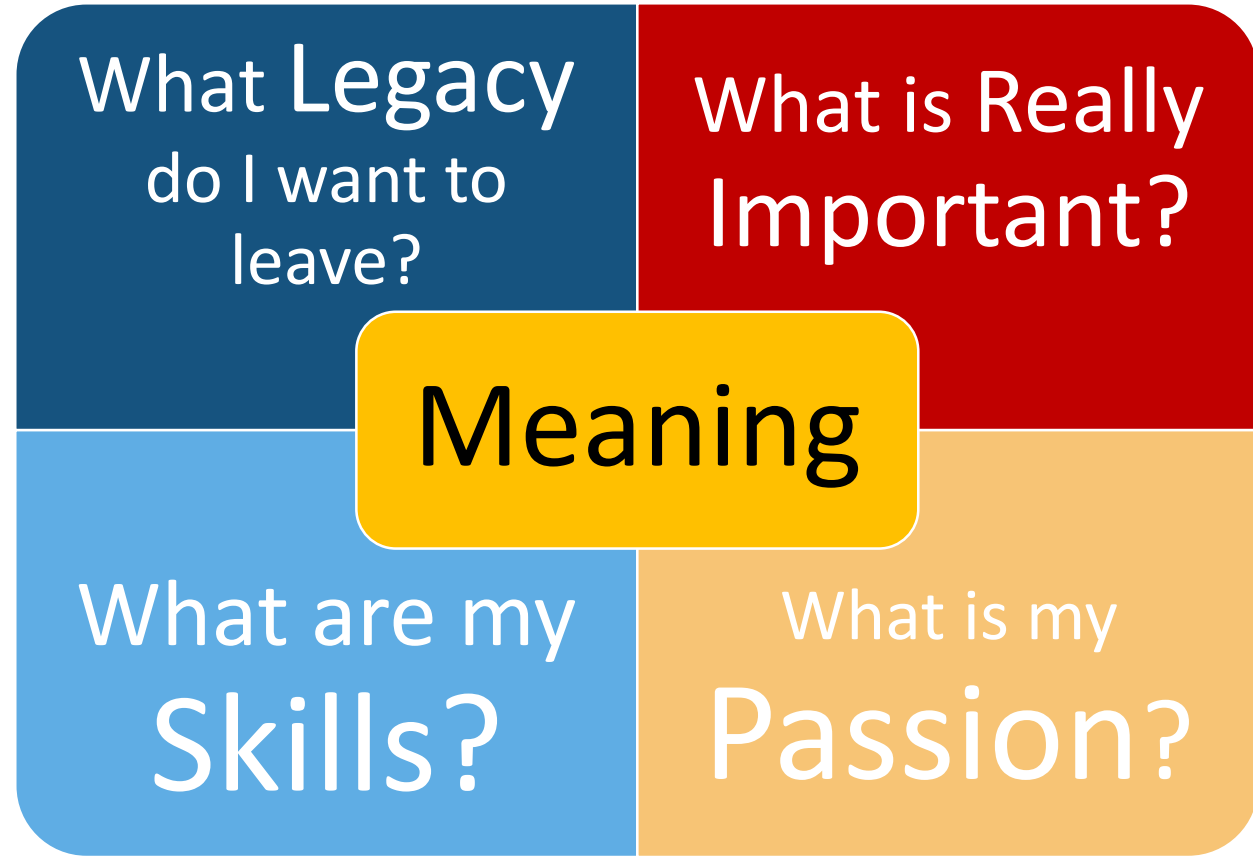 What Legacy
do I want to
leave?
What is Really
Important?
Meaning
What are my
Skills?
What is my
Passion?